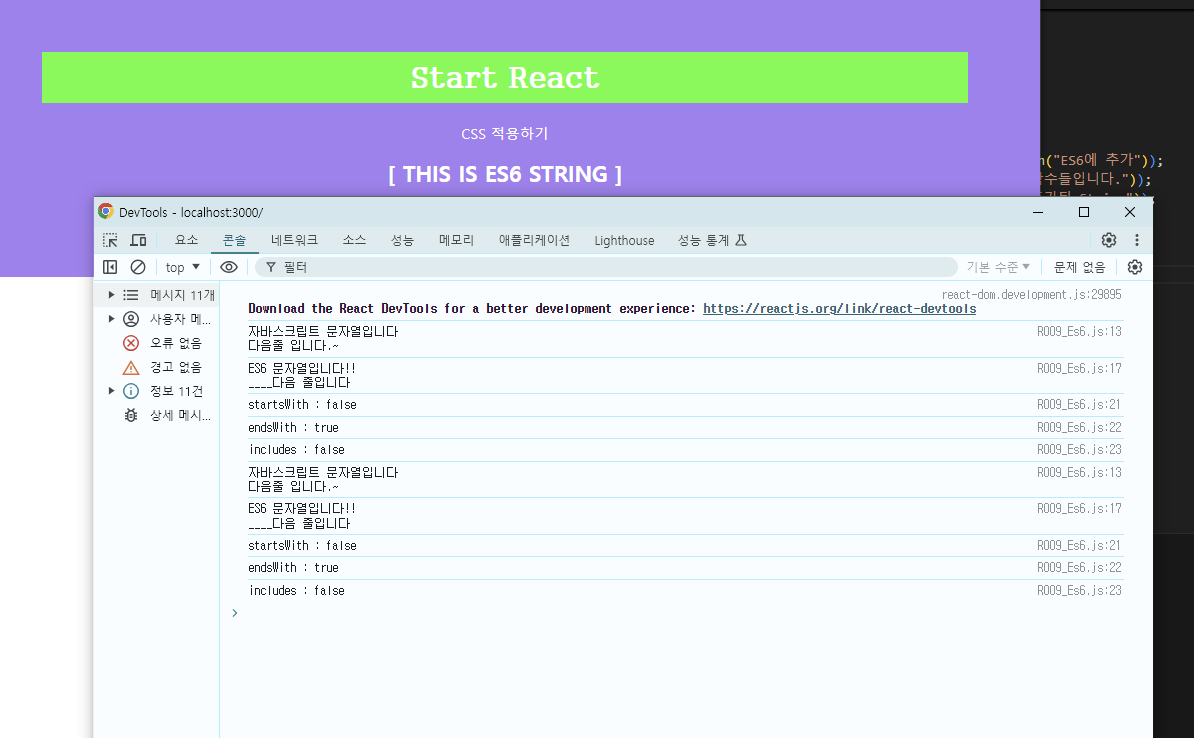 Start React
CSS 적용하기
[ THIS IS ES6 STRING ]
("ES6에 추가"));
수들입니다."));
DevTools - localhost:3000/
요소 콘솔 네트워크 소스 성능 메모리 애플리케이션 Lighthouse 성능 통계
top 필터 기본 수준 문제 없음
메시지 11개
사용자 메...
오류 없음
경고 없음
정보 11건
상세 메시...
react-dom.development.js:29895
Download the React DevTools for a better development experience: https://reactjs.org/link/react-devtools
자바스크립트 문자열입니다 R009_Es6.js:13
다음줄 입니다.~
ES6 문자열입니다!! R009_Es6.js:17
____다음 줄입니다
startsWith : false R009_Es6.js:21
endsWith : true R009_Es6.js:22
includes : false R009_Es6.js:23
자바스크립트 문자열입니다 R009_Es6.js:13
다음줄 입니다.~
ES6 문자열입니다!! R009_Es6.js:17
____다음 줄입니다
startsWith : false R009_Es6.js:21
endsWith : true R009_Es6.js:22
includes : false R009_Es6.js:23